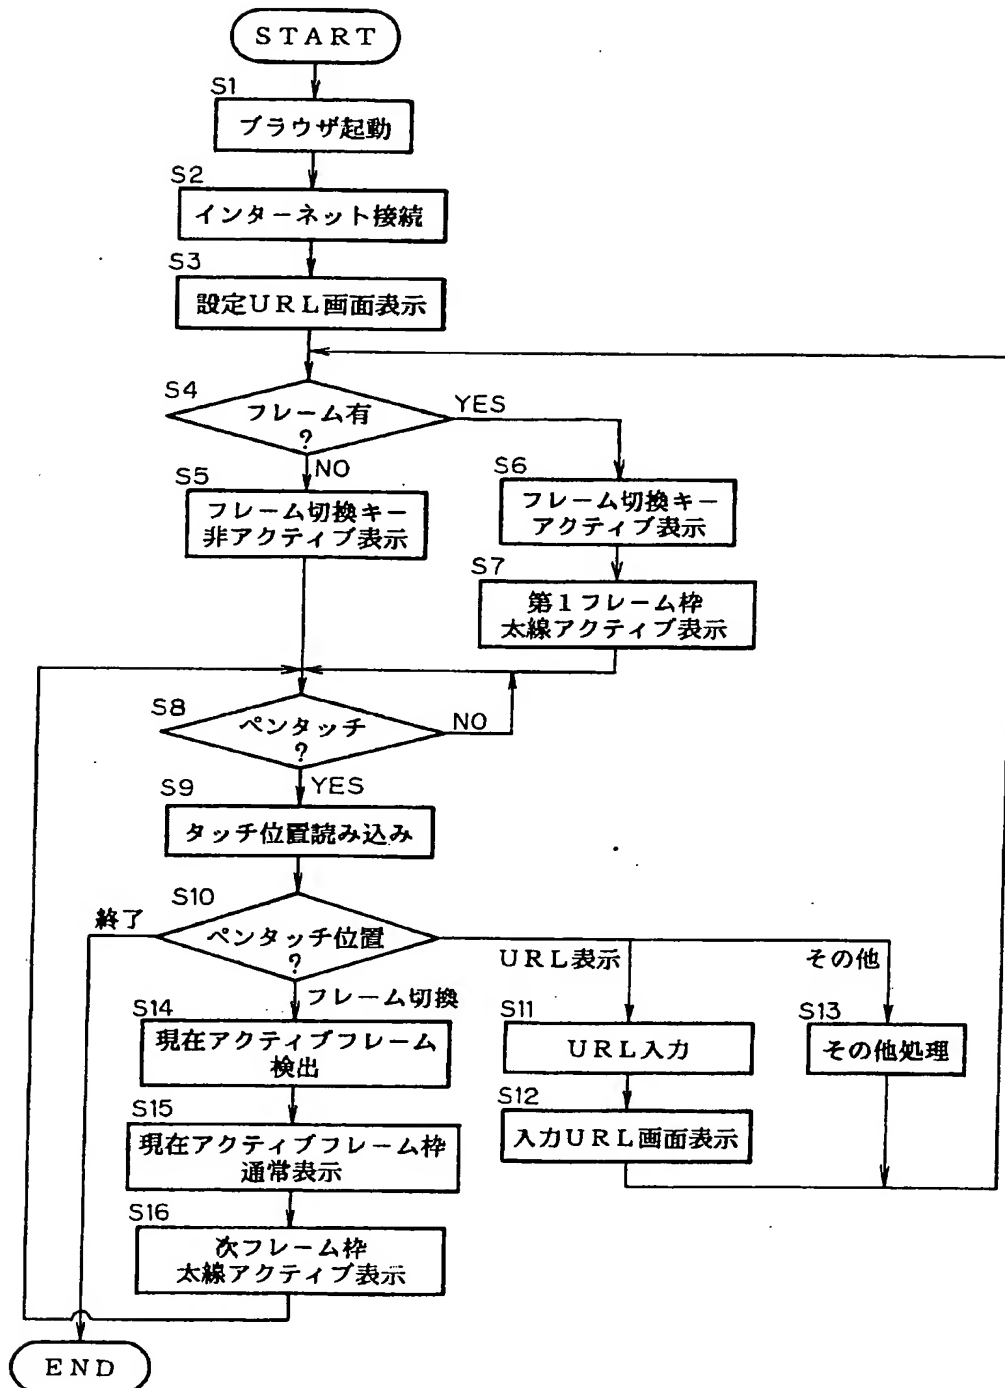 START
S1
ブラウザ起動
S2
インターネット接続
S3
設定URL画面表示
S4
フレーム有
?
YES
NO
S5
フレーム切換キー
非アクティブ表示
S6
フレーム切換キー
アクティブ表示
S7
第1フレーム枠
太線アクティブ表示
S8
ペンタッチ
?
NO
YES
S9
タッチ位置読み込み
S10
ペンタッチ位置
?
終了
URL表示
その他
フレーム切換
S11
URL入力
S12
入力URL画面表示
S13
その他処理
S14
現在アクティブフレーム
検出
S15
現在アクティブフレーム枠
通常表示
S16
次フレーム枠
太線アクティブ表示
END